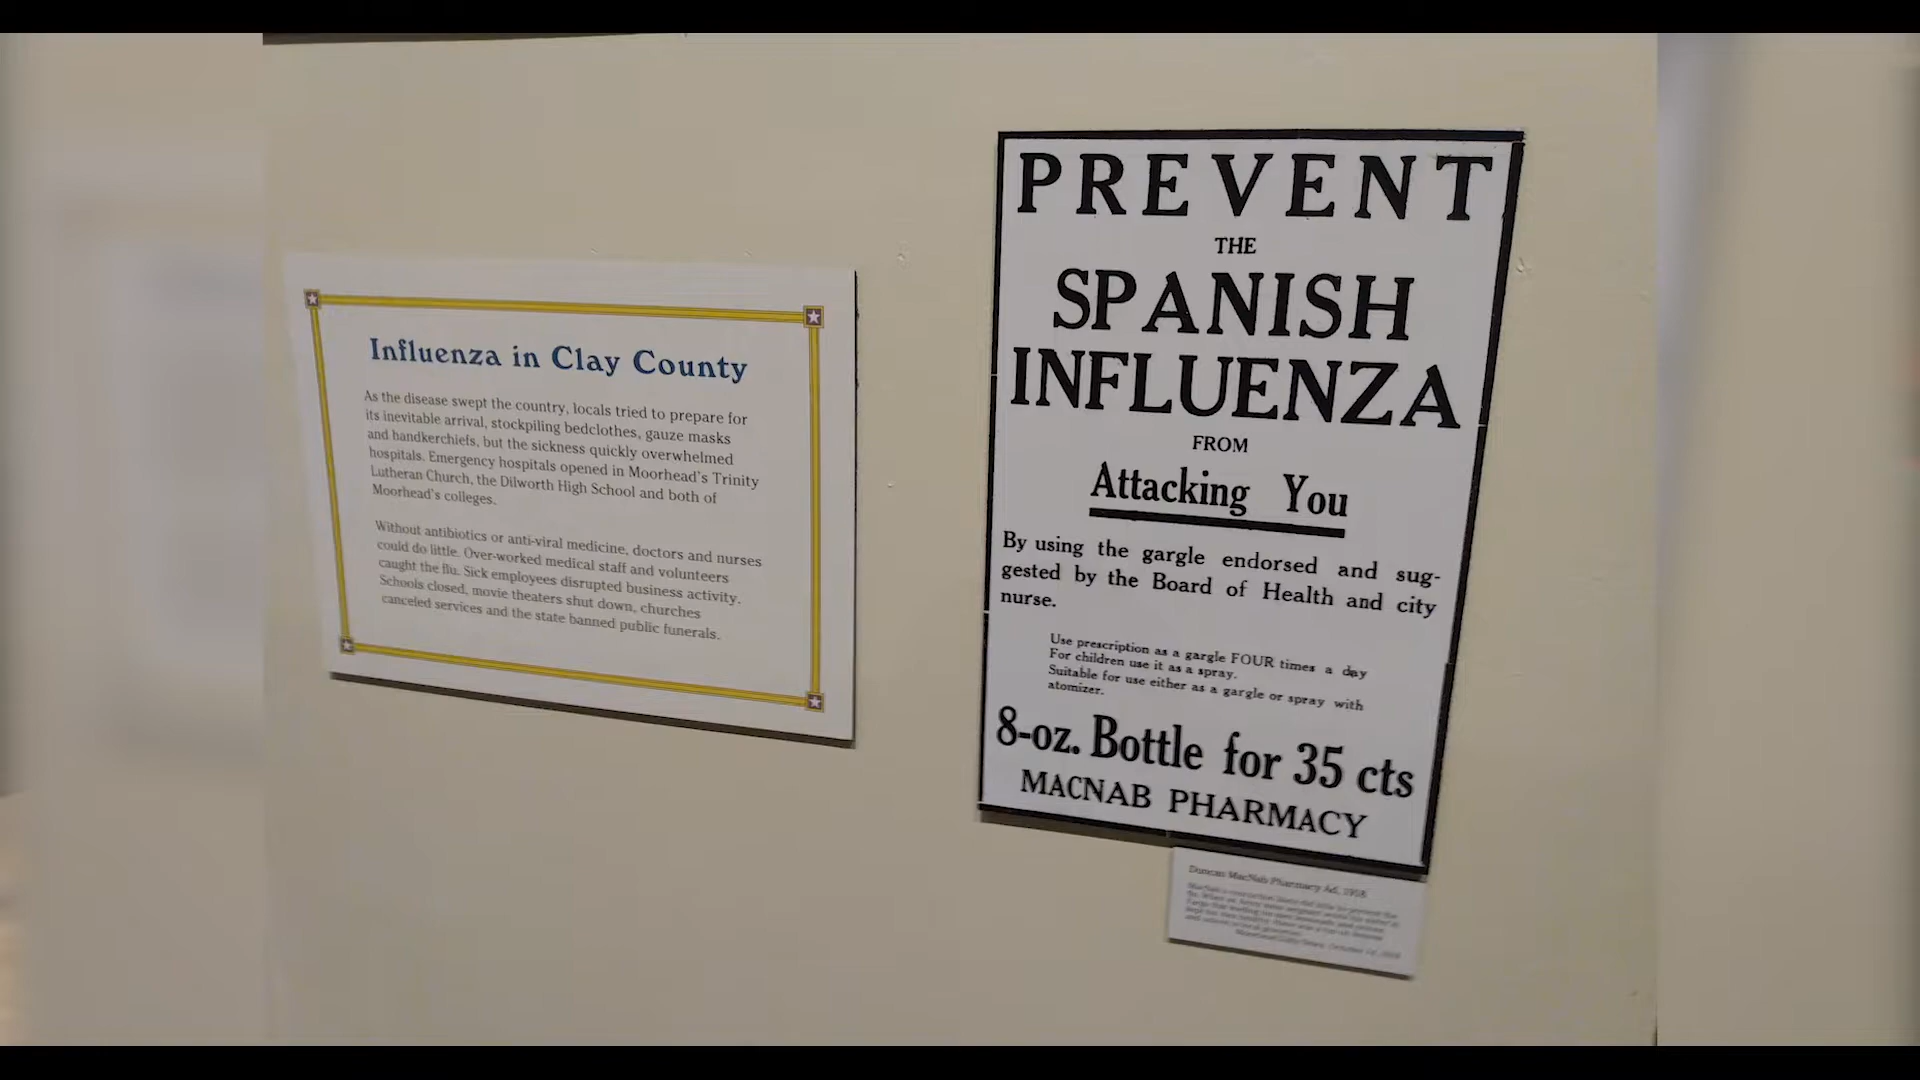 Influenza in Clay County
As the disease swept the country, locals tried to prepare for
its inevitable arrival, stockpiling bedclothes, gauze masks
and handkerchiefs, but the sickness quickly overwhelmed
hospitals. Emergency hospitals opened in Moorhead's Trinity
Lutheran Church, the Dilworth High School and both of
Moorhead's colleges.
Without antibiotics or anti-viral medicine, doctors and nurses
could do little. Over-worked medical staff and volunteers
caught the flu. Sick employees disrupted business activity.
Schools closed, movie theaters shut down, churches
canceled services and the state banned public funerals.
PREVENT
THE
SPANISH
INFLUENZA
FROM
Attacking You
By using the gargle endorsed and sug-
gested by the Board of Health and city
nurse.
Use prescription as a gargle FOUR times a day
For children use it as a spray.
Suitable for use either as a gargle or spray with
atomizer.
8-oz. Bottle for 35 cts
MACNAB PHARMACY
Duncan MacNab Pharmacy Ad, 1918